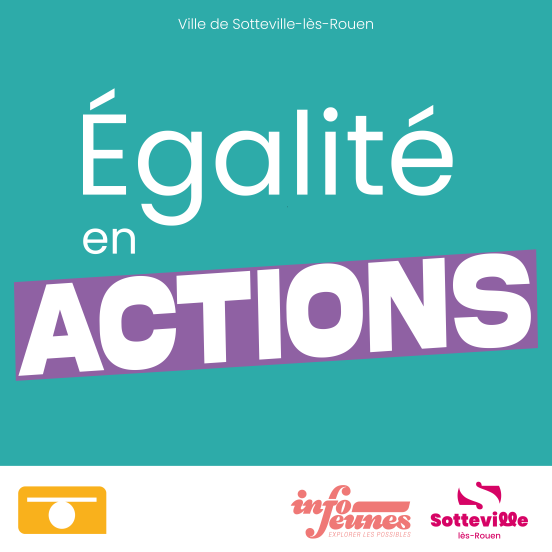 Ville de Sotteville-lès-Rouen
Égalité
en
ACTIONS
info
jeunes
EXPLORER LES POSSIBLES
Sotteville
lès-Rouen